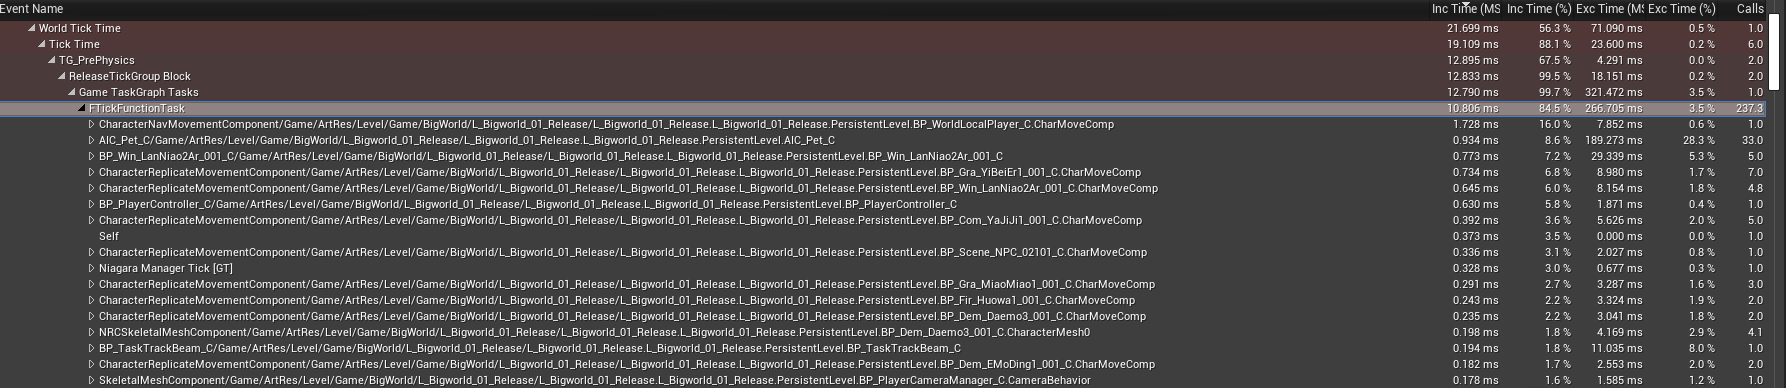 Event Name Inc Time (MS Inc Time (%) Exc Time (MS Exc Time (%) Calls
World Tick Time 21.699 ms 56.3 % 71.090 ms 0.5 % 1.0
Tick Time 19.109 ms 88.1 % 23.600 ms 0.2 % 6.0
TG_PrePhysics 12.895 ms 67.5 % 4.291 ms 0.0 % 2.0
ReleaseTickGroup Block 12.833 ms 99.5 % 18.151 ms 0.2 % 2.0
Game TaskGraph Tasks 12.790 ms 99.7 % 321.472 ms 3.5 % 1.0
FTickFunctionTask 10.806 ms 84.5 % 266.705 ms 3.5 % 237.3
CharacterNavMovementComponent/Game/ArtRes/Level/Game/BigWorld/L_Bigworld_01_Release/L_Bigworld_01_Release.L_Bigworld_01_Release.PersistentLevel.BP_WorldLocalPlayer_C.CharMoveComp 1.728 ms 16.0 % 7.852 ms 0.6 % 1.0
AIC_Pet_C/Game/ArtRes/Level/Game/BigWorld/L_Bigworld_01_Release/L_Bigworld_01_Release.L_Bigworld_01_Release.PersistentLevel.AIC_Pet_C 0.934 ms 8.6 % 189.273 ms 28.3 % 33.0
BP_Win_LanNiao2Ar_001_C/Game/ArtRes/Level/Game/BigWorld/L_Bigworld_01_Release/L_Bigworld_01_Release.L_Bigworld_01_Release.PersistentLevel.BP_Win_LanNiao2Ar_001_C 0.773 ms 7.2 % 29.339 ms 5.3 % 5.0
CharacterReplicateMovementComponent/Game/ArtRes/Level/Game/BigWorld/L_Bigworld_01_Release/L_Bigworld_01_Release.L_Bigworld_01_Release.PersistentLevel.BP_Gra_YiBeiEr1_001_C.CharMoveComp 0.734 ms 6.8 % 8.980 ms 1.7 % 7.0
CharacterReplicateMovementComponent/Game/ArtRes/Level/Game/BigWorld/L_Bigworld_01_Release/L_Bigworld_01_Release.L_Bigworld_01_Release.PersistentLevel.BP_Win_LanNiao2Ar_001_C.CharMoveComp 0.645 ms 6.0 % 8.154 ms 1.8 % 4.8
BP_PlayerController_C/Game/ArtRes/Level/Game/BigWorld/L_Bigworld_01_Release/L_Bigworld_01_Release.L_Bigworld_01_Release.PersistentLevel.BP_PlayerController_C 0.630 ms 5.8 % 1.871 ms 0.4 % 1.0
CharacterReplicateMovementComponent/Game/ArtRes/Level/Game/BigWorld/L_Bigworld_01_Release/L_Bigworld_01_Release.L_Bigworld_01_Release.PersistentLevel.BP_Com_YaJiJi1_001_C.CharMoveComp 0.392 ms 3.6 % 5.626 ms 2.0 % 5.0
Self 0.373 ms 3.5 % 0.000 ms 0.0 % 1.0
CharacterReplicateMovementComponent/Game/ArtRes/Level/Game/BigWorld/L_Bigworld_01_Release/L_Bigworld_01_Release.L_Bigworld_01_Release.PersistentLevel.BP_Scene_NPC_02101_C.CharMoveComp 0.336 ms 3.1 % 2.027 ms 0.8 % 1.0
Niagara Manager Tick [GT] 0.328 ms 3.0 % 0.677 ms 0.3 % 1.0
CharacterReplicateMovementComponent/Game/ArtRes/Level/Game/BigWorld/L_Bigworld_01_Release/L_Bigworld_01_Release.L_Bigworld_01_Release.PersistentLevel.BP_Gra_MiaoMiao1_001_C.CharMoveComp 0.291 ms 2.7 % 3.287 ms 1.6 % 3.0
CharacterReplicateMovementComponent/Game/ArtRes/Level/Game/BigWorld/L_Bigworld_01_Release/L_Bigworld_01_Release.L_Bigworld_01_Release.PersistentLevel.BP_Fir_Huowa1_001_C.CharMoveComp 0.243 ms 2.2 % 3.324 ms 1.9 % 2.0
CharacterReplicateMovementComponent/Game/ArtRes/Level/Game/BigWorld/L_Bigworld_01_Release/L_Bigworld_01_Release.L_Bigworld_01_Release.PersistentLevel.BP_Dem_Daemo3_001_C.CharMoveComp 0.235 ms 2.2 % 3.041 ms 1.8 % 2.0
NRCSkeletalMeshComponent/Game/ArtRes/Level/Game/BigWorld/L_Bigworld_01_Release/L_Bigworld_01_Release.L_Bigworld_01_Release.PersistentLevel.BP_Dem_Daemo3_001_C.CharacterMesh0 0.198 ms 1.8 % 4.169 ms 2.9 % 4.1
BP_TaskTrackBeam_C/Game/ArtRes/Level/Game/BigWorld/L_Bigworld_01_Release/L_Bigworld_01_Release.L_Bigworld_01_Release.PersistentLevel.BP_TaskTrackBeam_C 0.194 ms 1.8 % 11.035 ms 8.0 % 1.0
CharacterReplicateMovementComponent/Game/ArtRes/Level/Game/BigWorld/L_Bigworld_01_Release/L_Bigworld_01_Release.L_Bigworld_01_Release.PersistentLevel.BP_Dem_EMoDing1_001_C.CharMoveComp 0.182 ms 1.7 % 2.553 ms 2.0 % 2.0
SkeletalMeshComponent/Game/ArtRes/Level/Game/BigWorld/L_Bigworld_01_Release/L_Bigworld_01_Release.L_Bigworld_01_Release.PersistentLevel.BP_PlayerCameraManager_C.CameraBehavior 0.178 ms 1.6 % 1.585 ms 1.2 % 1.0